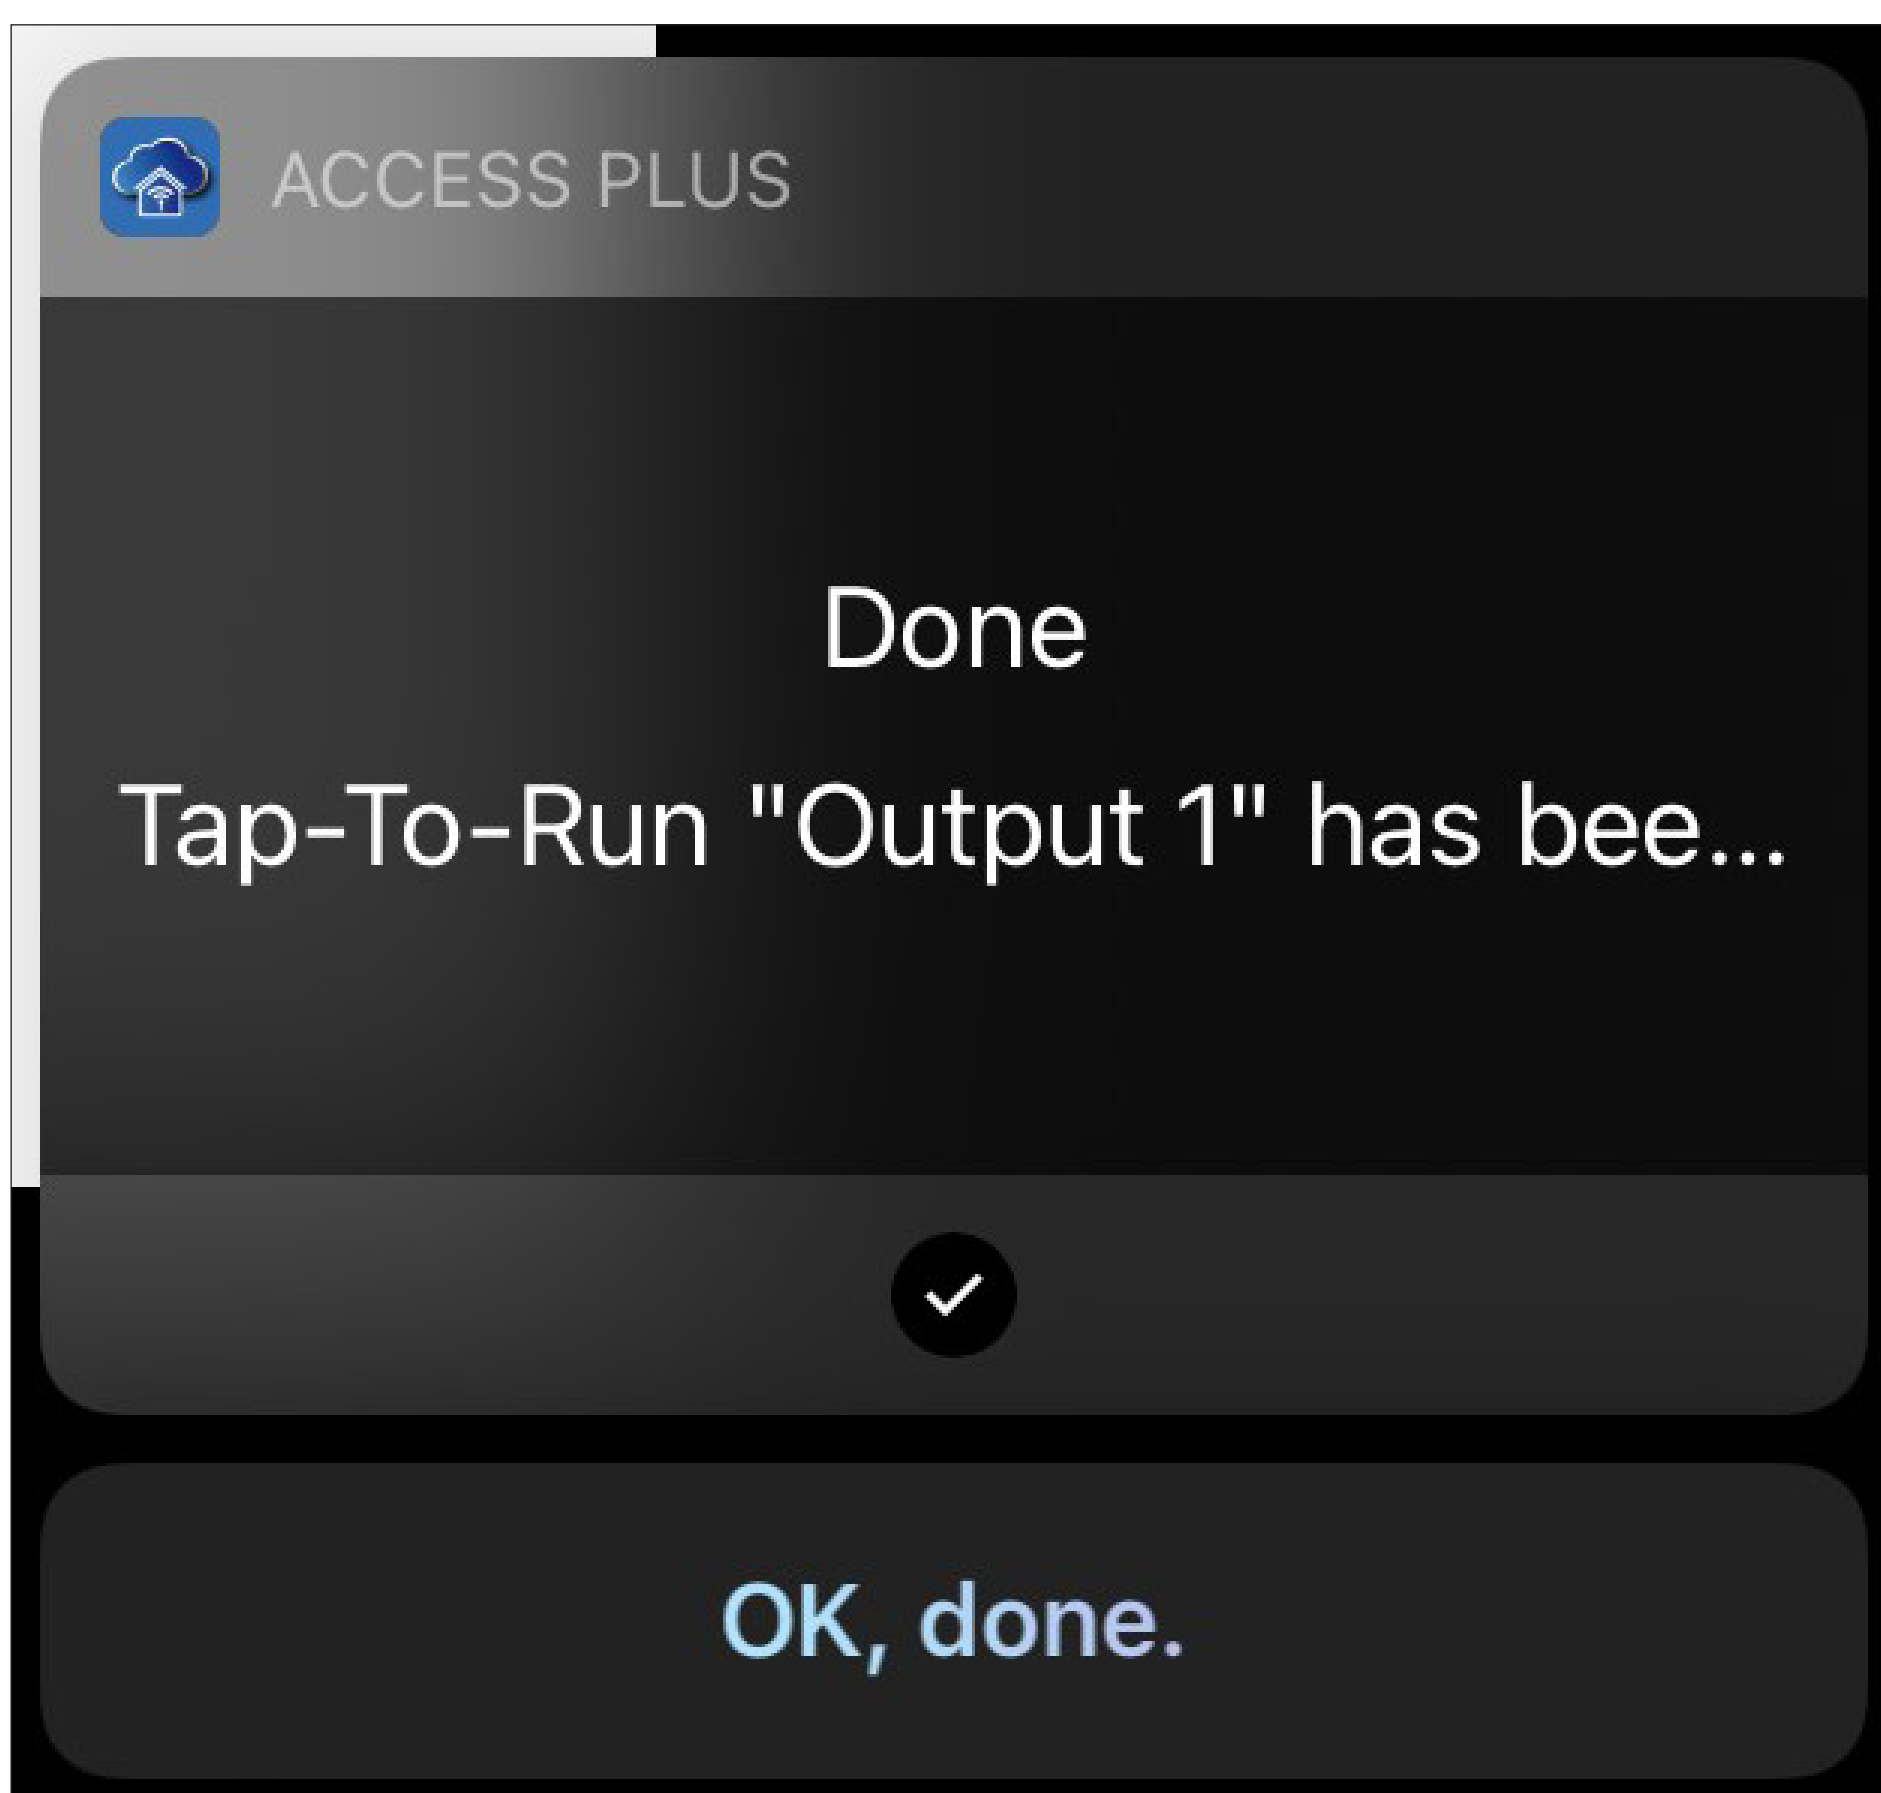 ACCESS PLUS
Done
Tap-To-Run "Output 1" has bee...
OK, done.